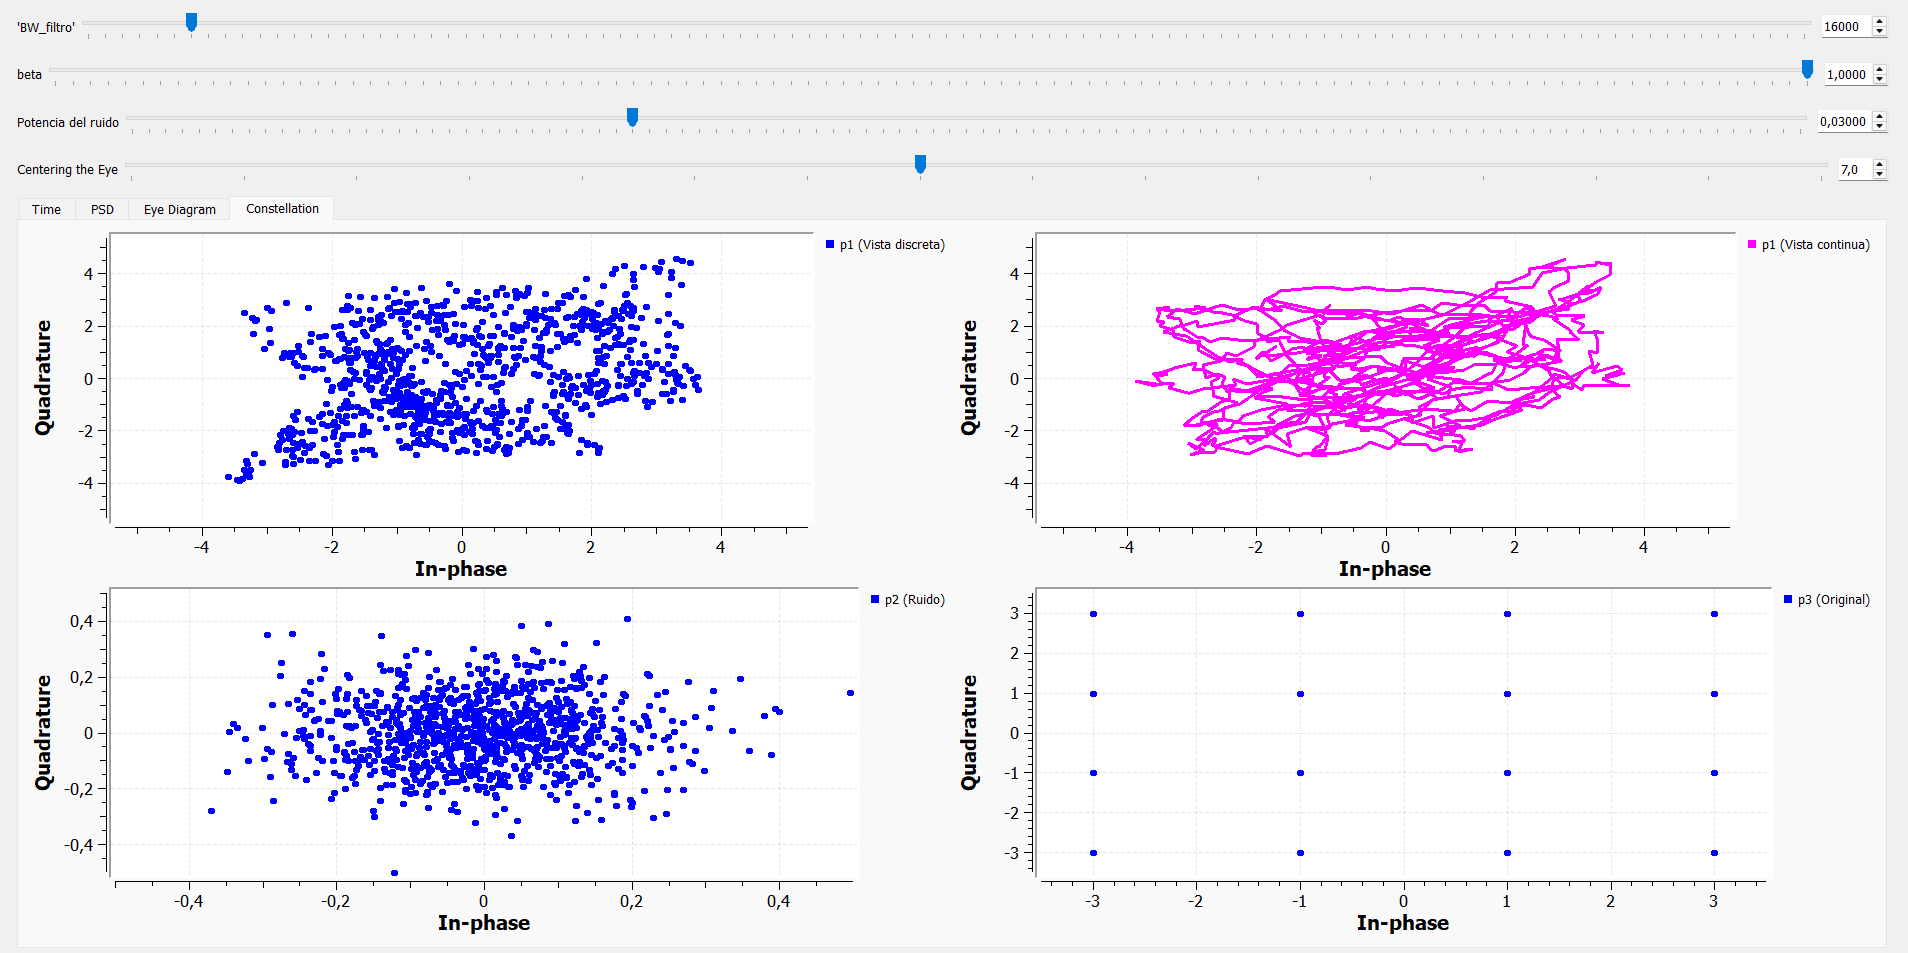 'BW_filtro' 16000
beta 1,0000
Potencia del ruido 0,03000
Centering the Eye 7,0
Time PSD Eye Diagram Constellation
p1 (Vista discreta)
Quadrature
4
2
0
-2
-4
-4 -2 0 2 4
In-phase
p1 (Vista continua)
Quadrature
4
2
0
-2
-4
-4 -2 0 2 4
In-phase
p2 (Ruido)
Quadrature
0,4
0,2
0
-0,2
-0,4
-0,4 -0,2 0 0,2 0,4
In-phase
p3 (Original)
Quadrature
3
2
1
0
-1
-2
-3
-3 -2 -1 0 1 2 3
In-phase